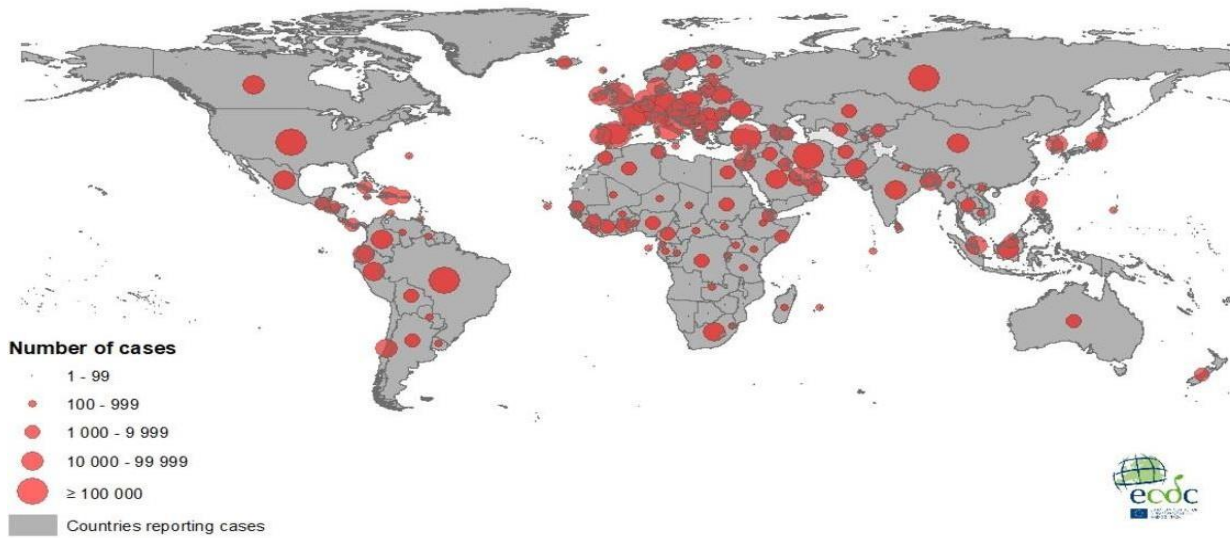 Number of cases
1 - 99
100 - 999
1 000 - 9 999
10 000 - 99 999
≥ 100 000
Countries reporting cases
ecdc